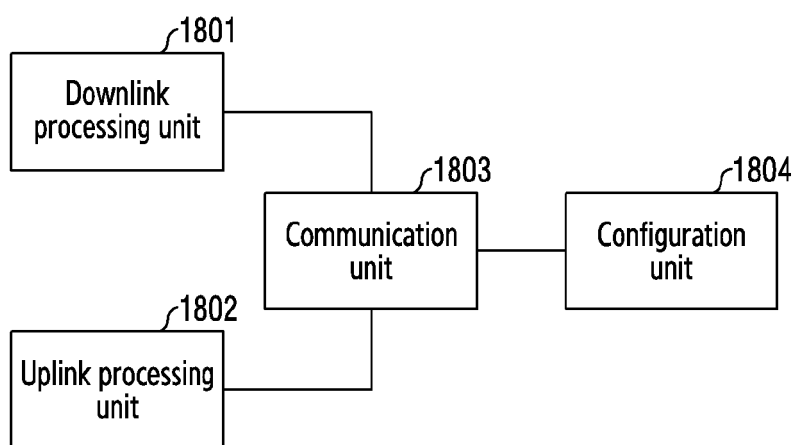 1801
Downlink
processing unit
1803
Communication
unit
1804
Configuration
unit
1802
Uplink processing
unit